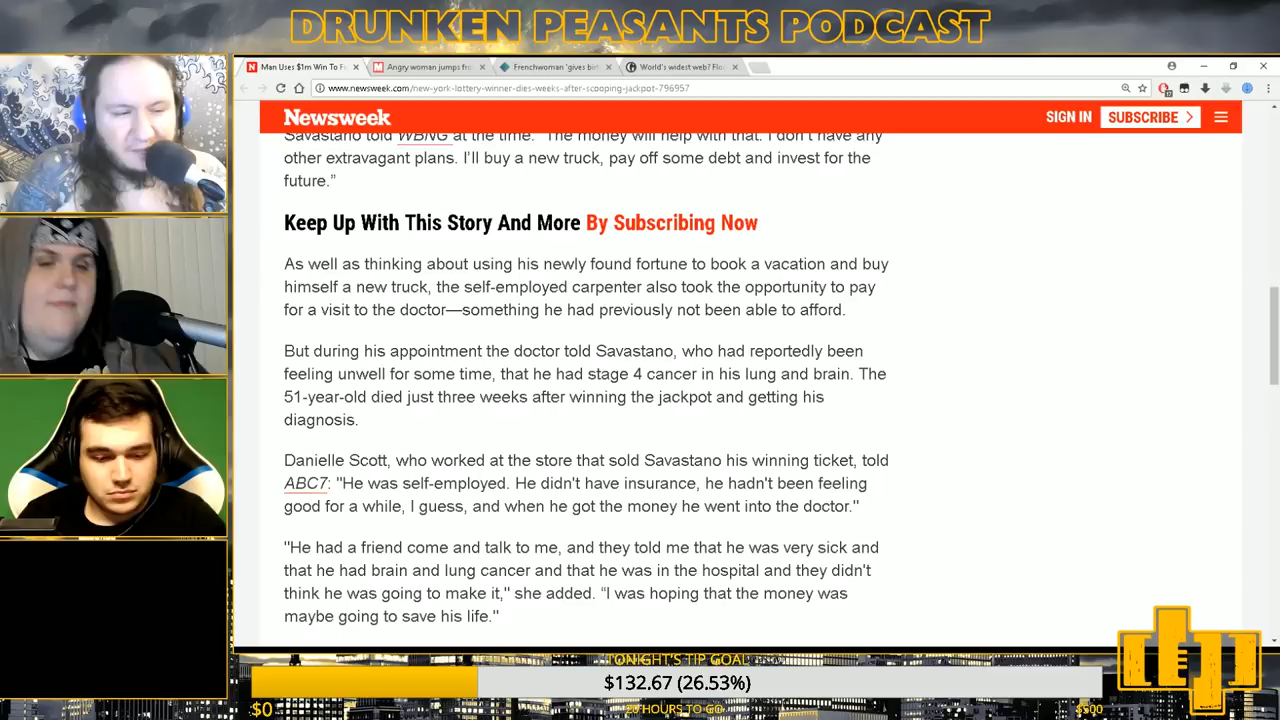 DRUNKEN PEASANTS PODCAST
Man Uses $1m Win To Fi
Angry woman jumps from
Frenchwoman 'gives bir
World's widest web? Floo
www.newsweek.com/new-york-lottery-winner-dies-weeks-after-scooping-jackpot-796957
Newsweek
SIGN IN
SUBSCRIBE
Savastano told WBNG at the time. "The money will help with that. I don't have any
other extravagant plans. I'll buy a new truck, pay off some debt and invest for the
future.”
Keep Up With This Story And More By Subscribing Now
As well as thinking about using his newly found fortune to book a vacation and buy
himself a new truck, the self-employed carpenter also took the opportunity to pay
for a visit to the doctor—something he had previously not been able to afford.
But during his appointment the doctor told Savastano, who had reportedly been
feeling unwell for some time, that he had stage 4 cancer in his lung and brain. The
51-year-old died just three weeks after winning the jackpot and getting his
diagnosis.
Danielle Scott, who worked at the store that sold Savastano his winning ticket, told
ABC7: "He was self-employed. He didn't have insurance, he hadn't been feeling
good for a while, I guess, and when he got the money he went into the doctor."
"He had a friend come and talk to me, and they told me that he was very sick and
that he had brain and lung cancer and that he was in the hospital and they didn't
think he was going to make it," she added. “I was hoping that the money was
maybe going to save his life."
TONIGHT'S TIP GOAL
$132.67 (26.53%)
$0
HOURS TO GO
$500